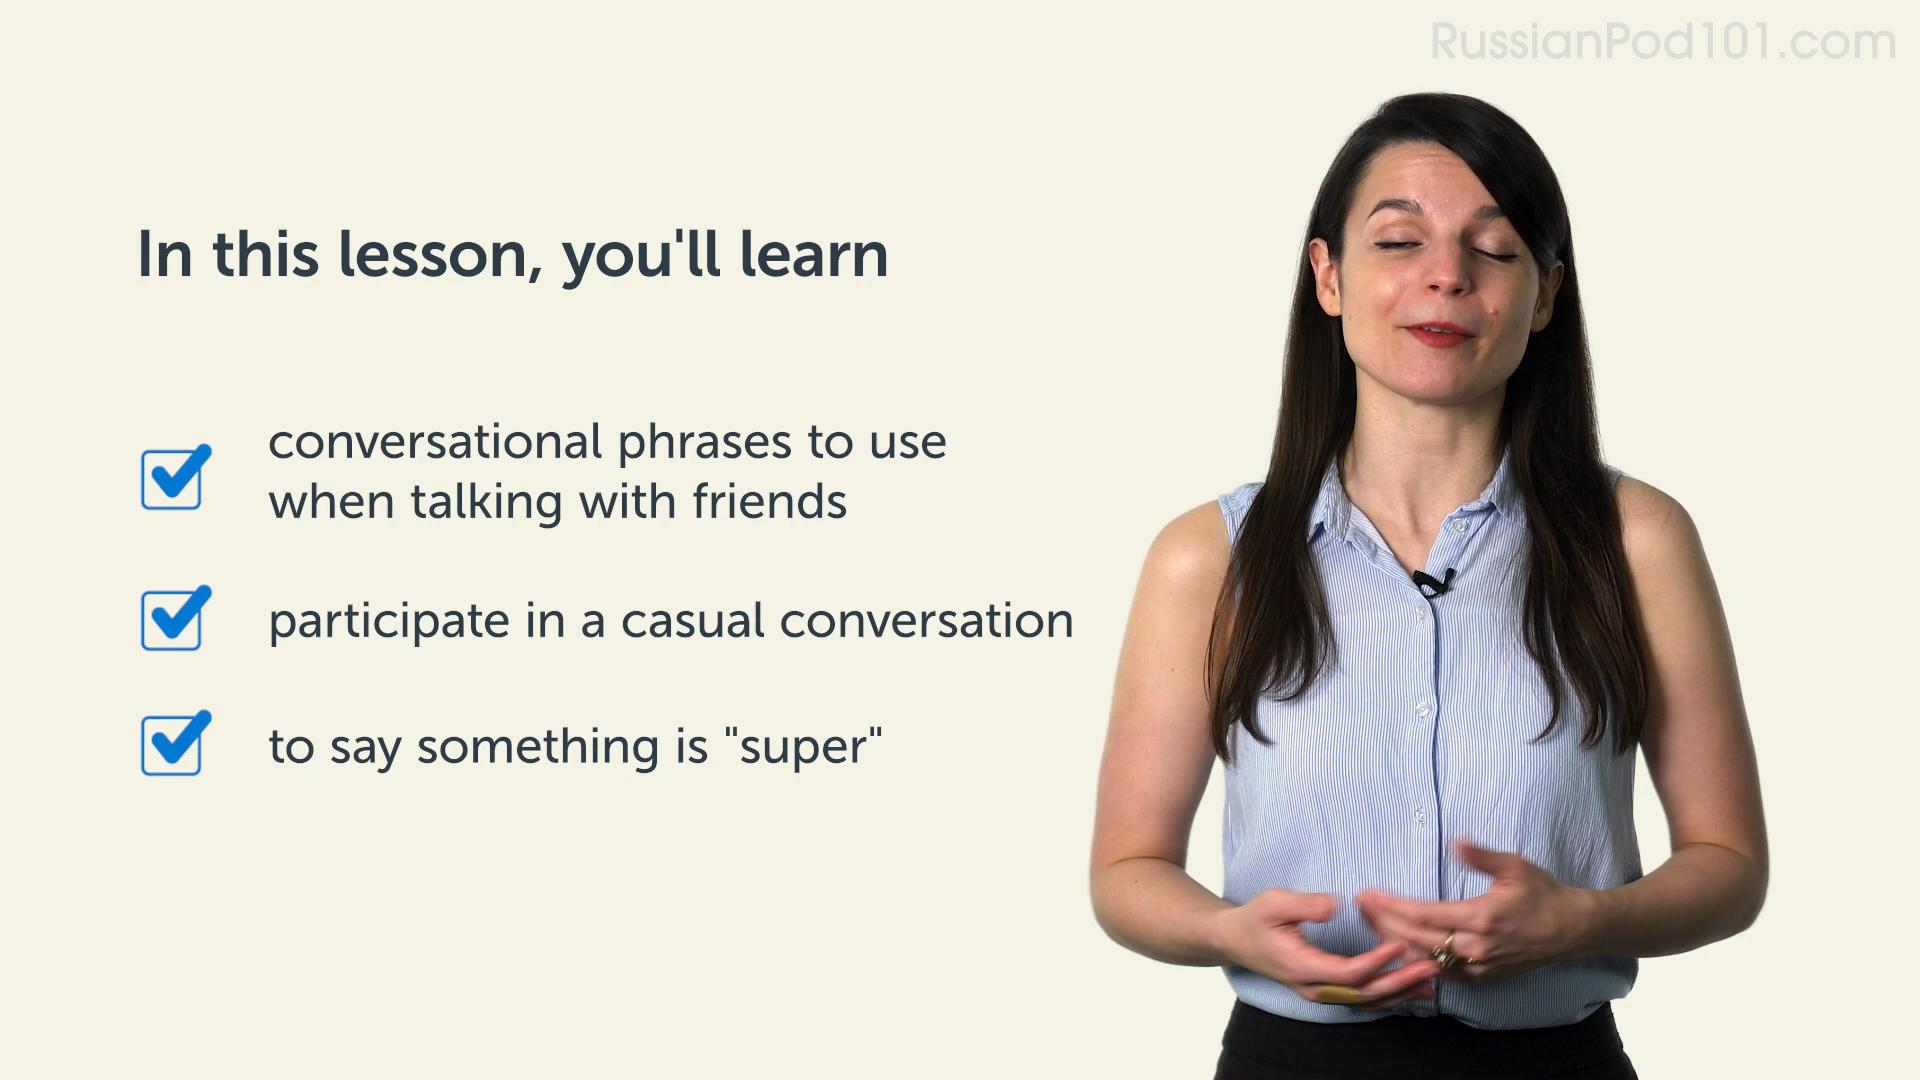 RussianPod101.com
In this lesson, you'll learn
conversational phrases to use
when talking with friends
participate in a casual conversation
to say something is "super"